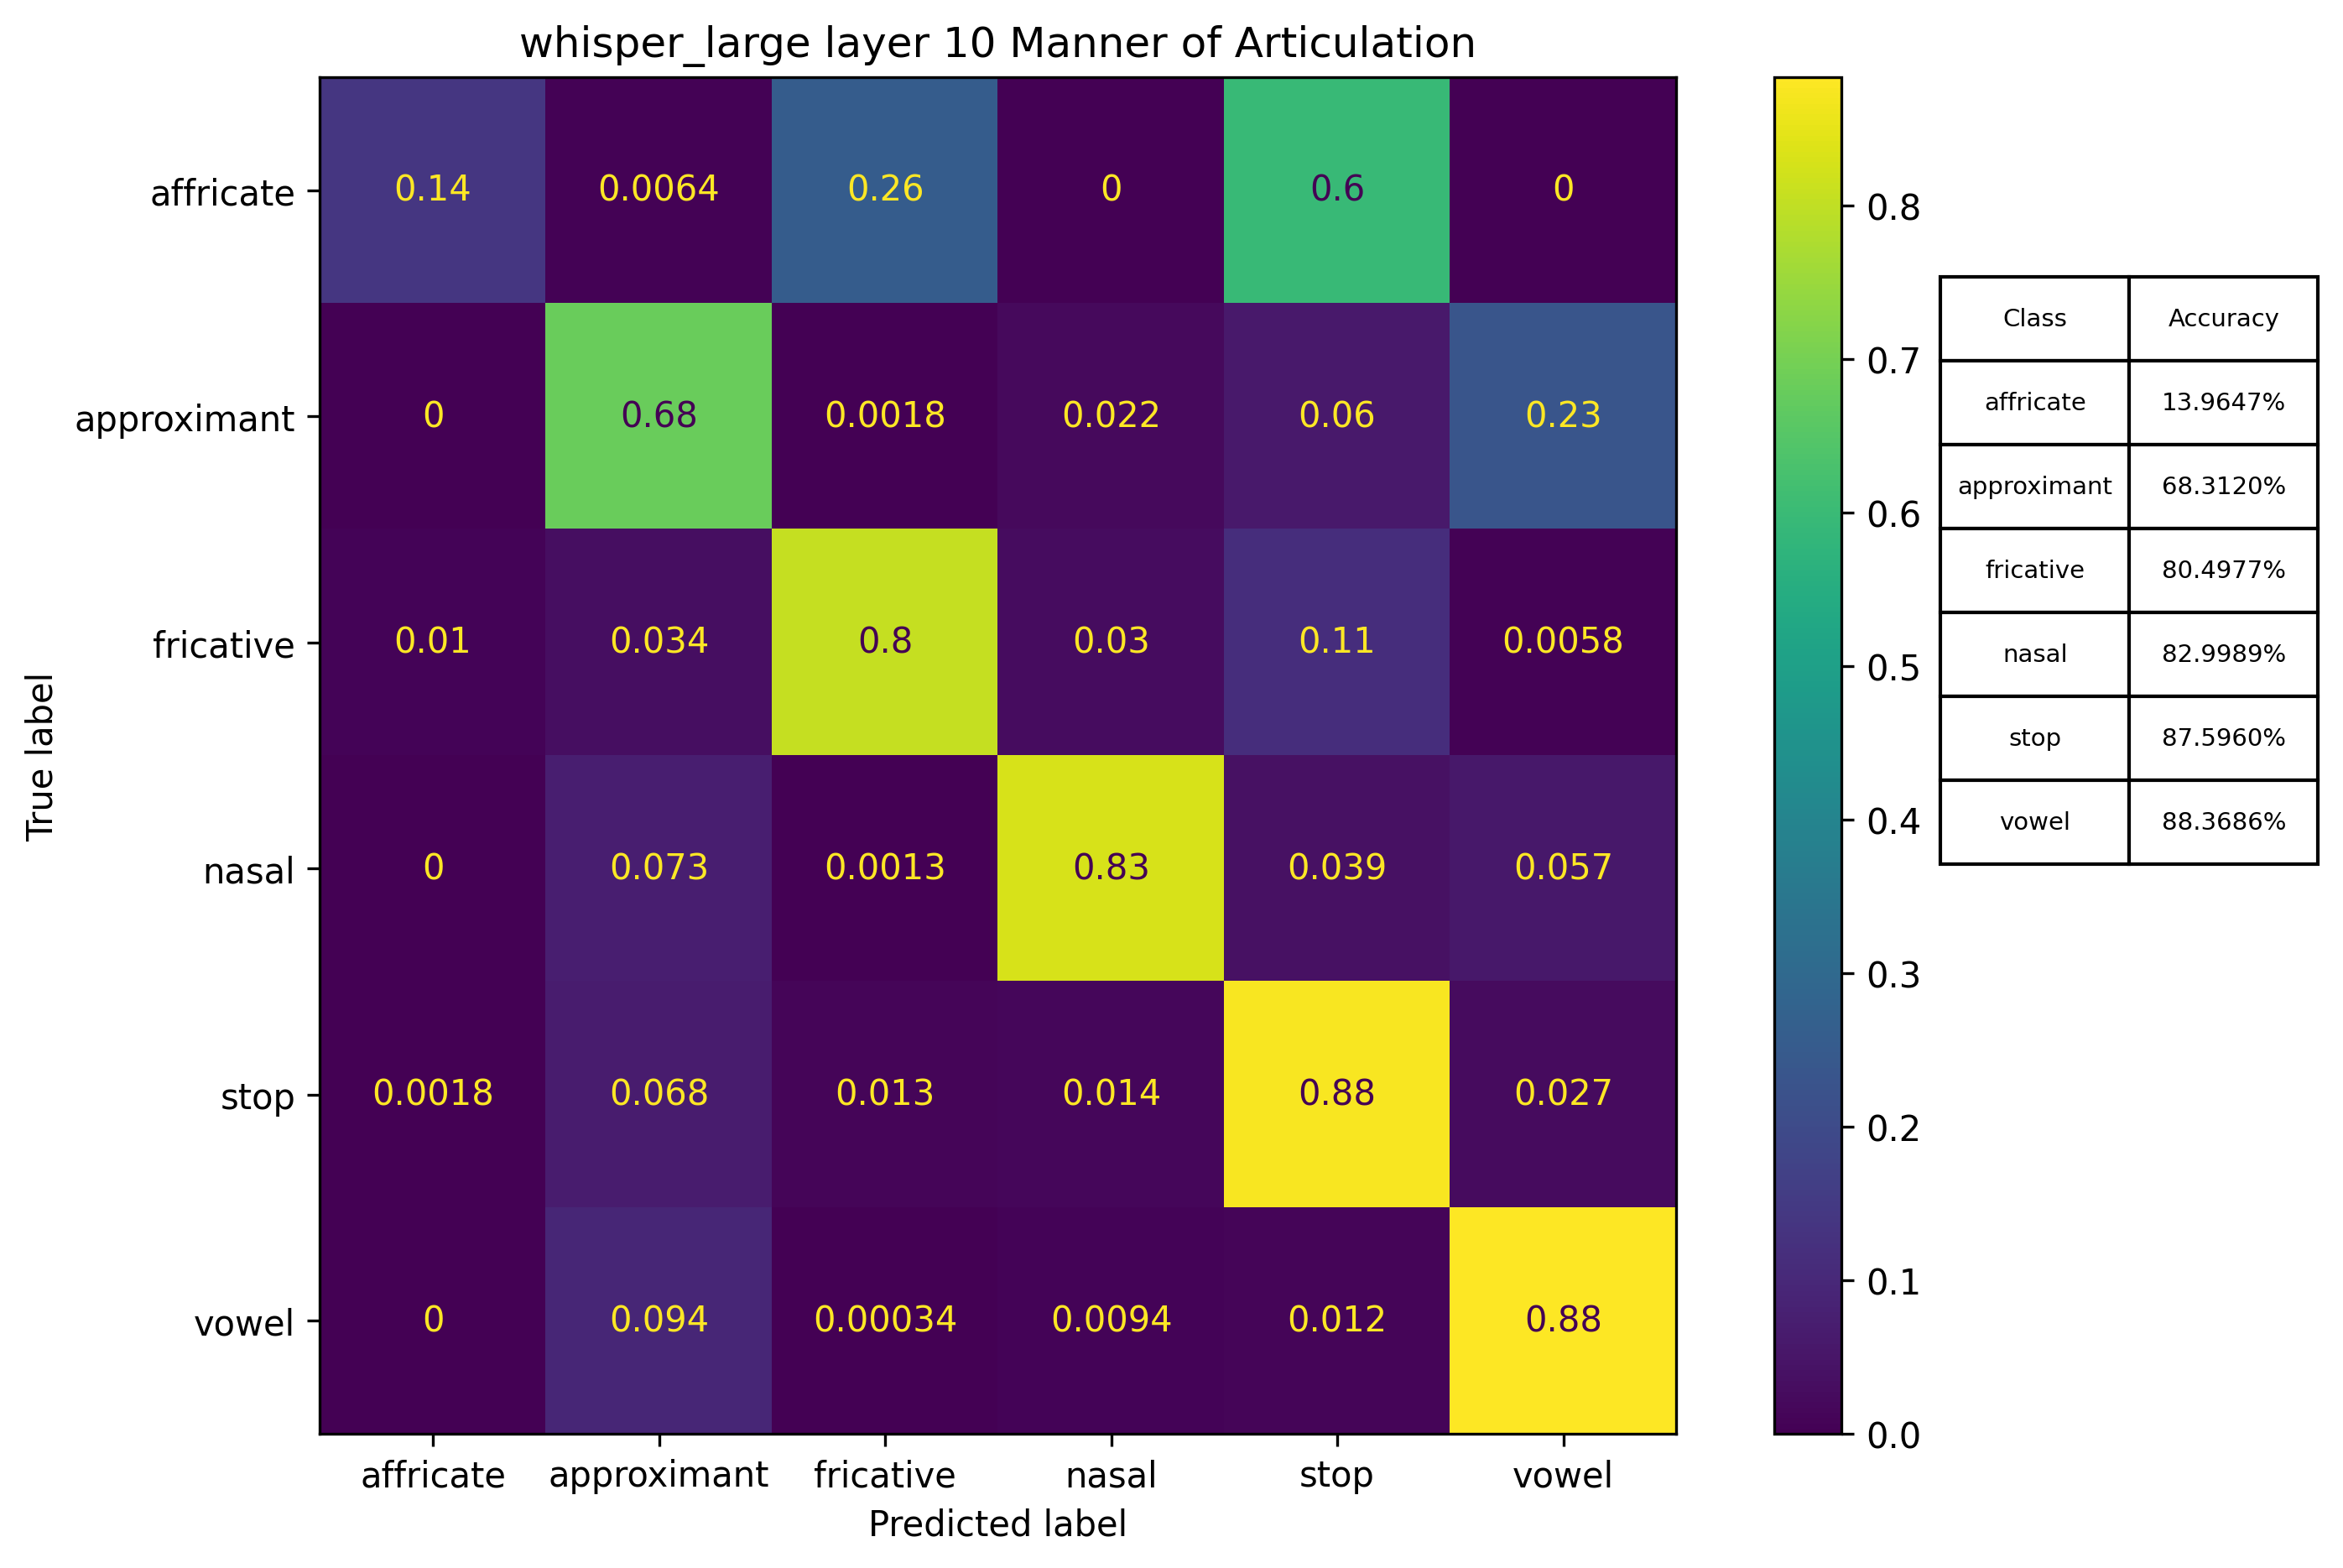 whisper_large layer 10 Manner of Articulation
True label
affricate 0.14 0.0064 0.26 0 0.6 0
approximant 0 0.68 0.0018 0.022 0.06 0.23
fricative 0.01 0.034 0.8 0.03 0.11 0.0058
nasal 0 0.073 0.0013 0.83 0.039 0.057
stop 0.0018 0.068 0.013 0.014 0.88 0.027
vowel 0 0.094 0.00034 0.0094 0.012 0.88
affricate approximant fricative nasal stop vowel
Predicted label
0.8
0.7
0.6
0.5
0.4
0.3
0.2
0.1
0.0
Class Accuracy
affricate 13.9647%
approximant 68.3120%
fricative 80.4977%
nasal 82.9989%
stop 87.5960%
vowel 88.3686%